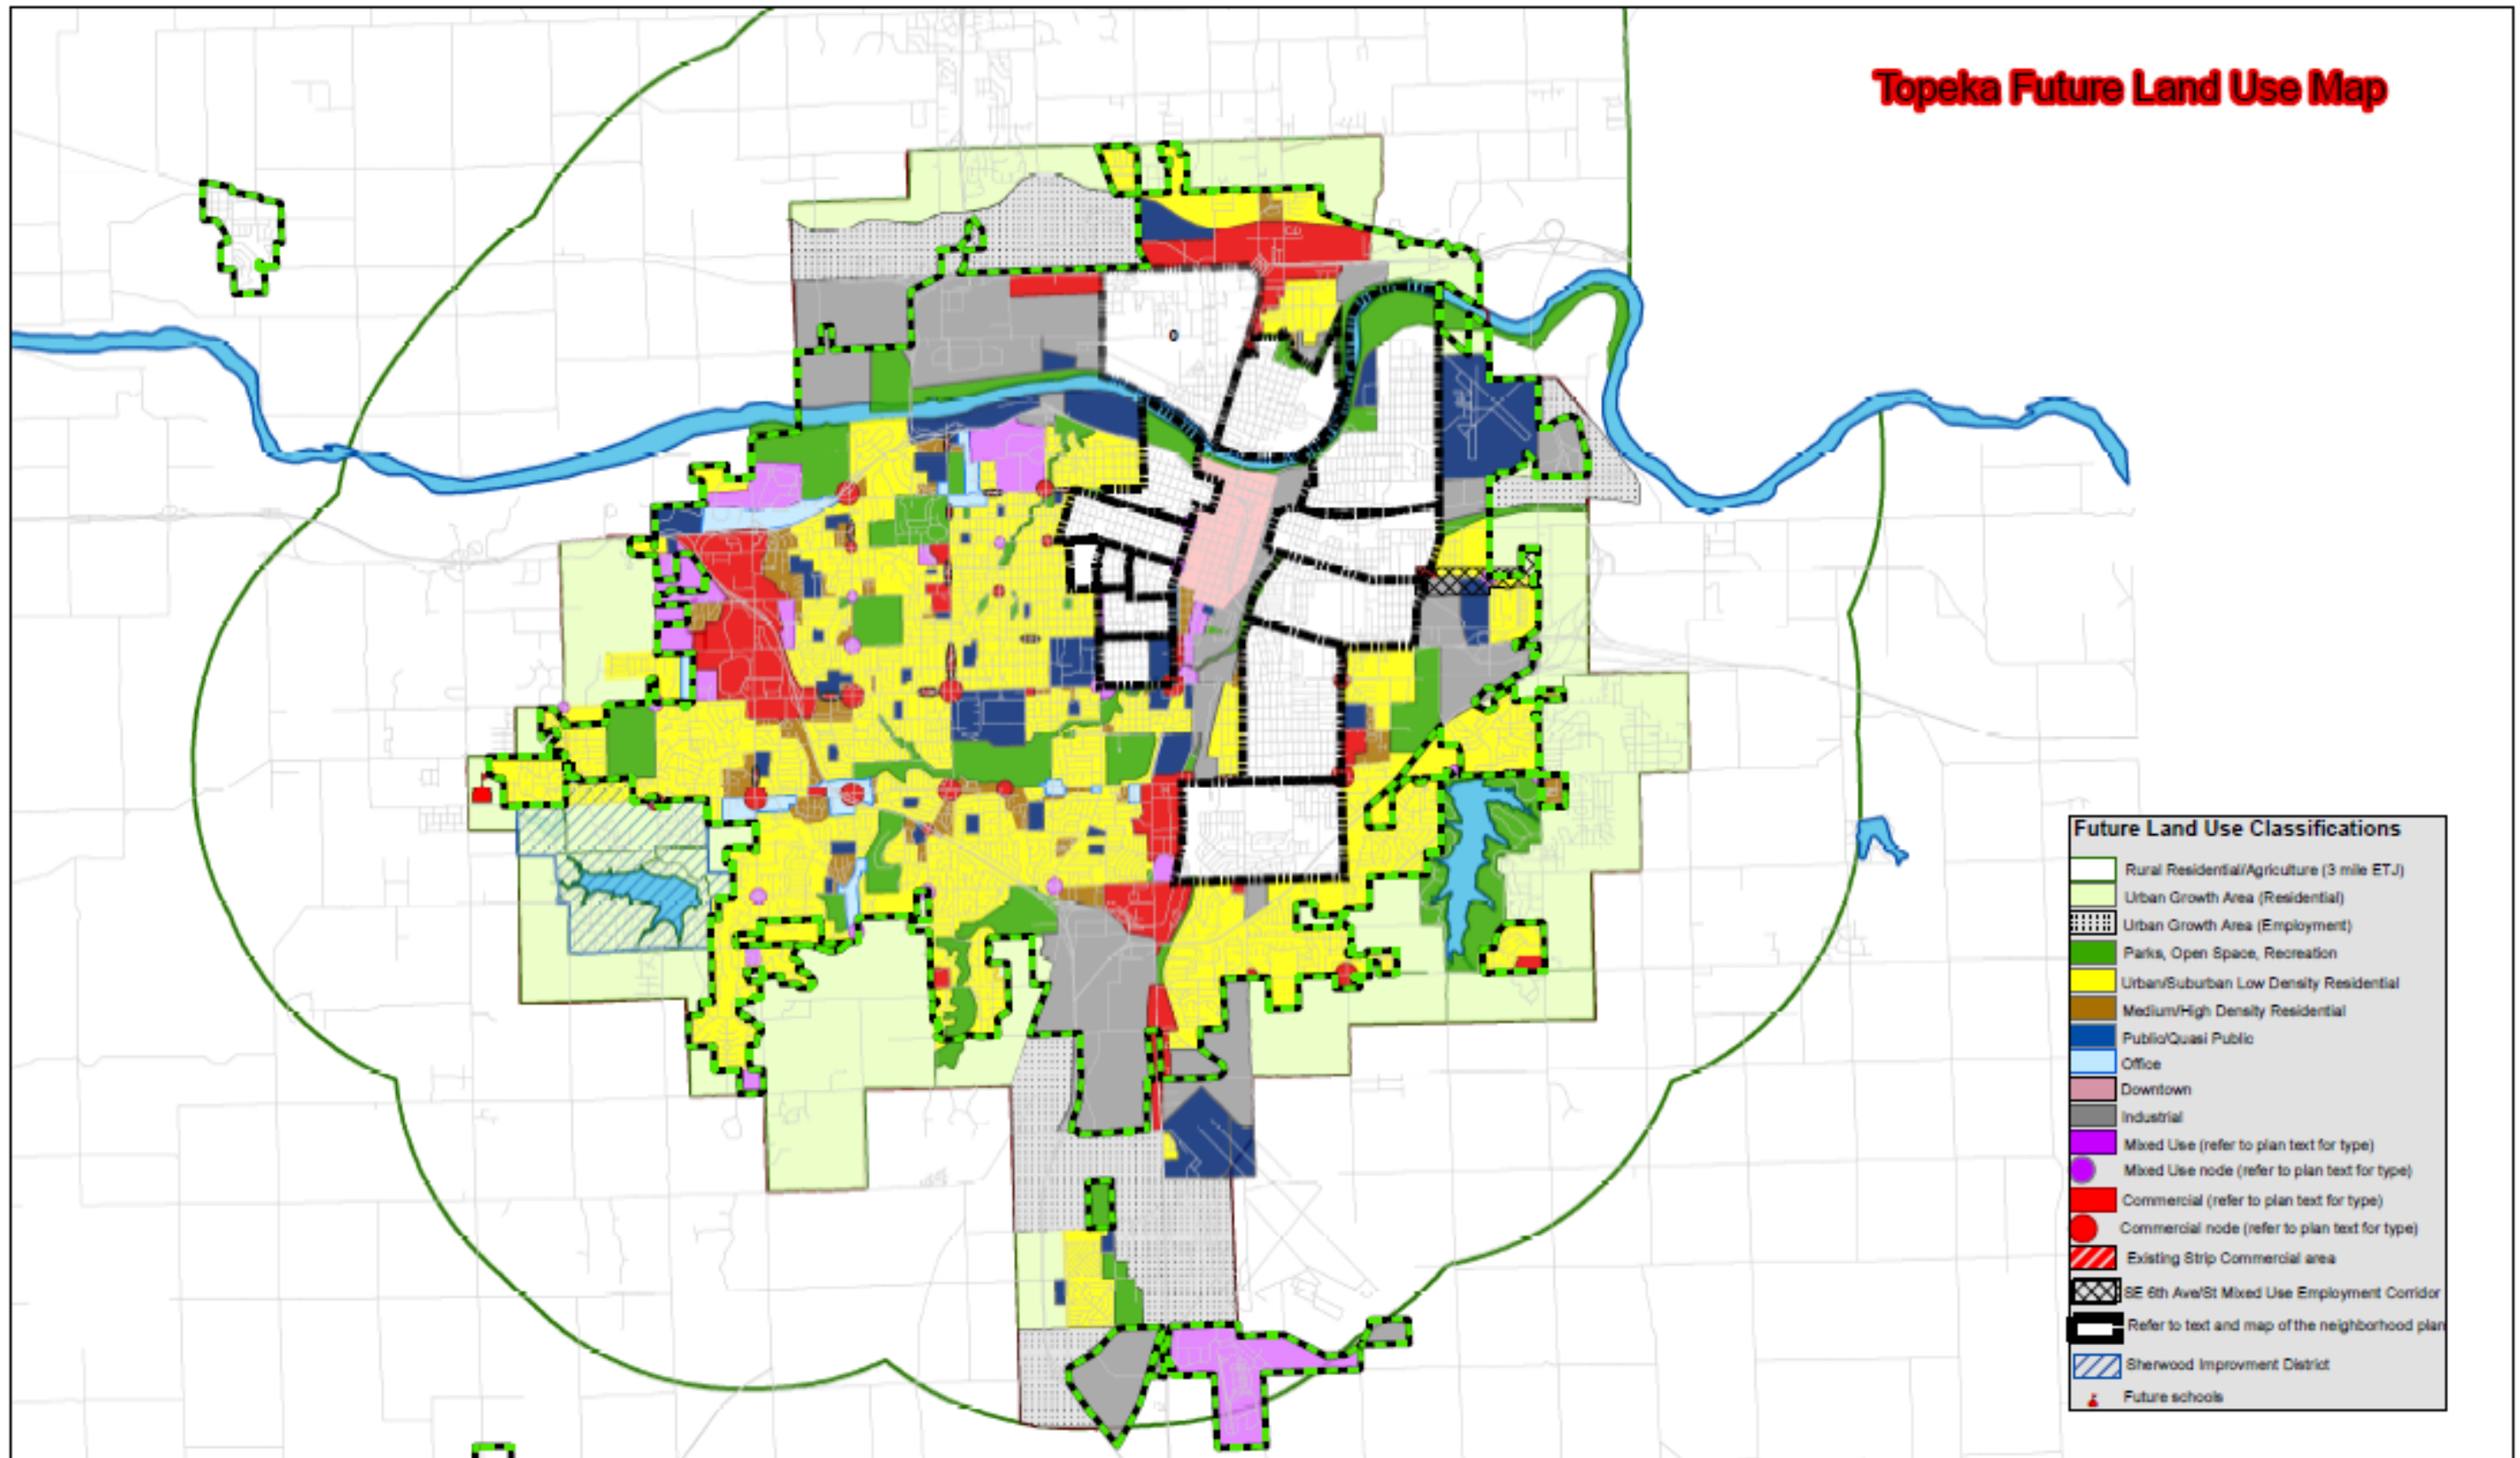 Topeka Future Land Use Map
0
Future Land Use Classifications
Rural Residential/Agriculture (3 mile ETJ)
Urban Growth Area (Residential)
Urban Growth Area (Employment)
Parks, Open Space, Recreation
Urban/Suburban Low Density Residential
Medium/High Density Residential
Public/Quasi Public
Office
Downtown
Industrial
Mixed Use (refer to plan text for type)
Mixed Use node (refer to plan text for type)
Commercial (refer to plan text for type)
Commercial node (refer to plan text for type)
Existing Strip Commercial area
SE 6th Ave/St Mixed Use Employment Corridor
Refer to text and map of the neighborhood plan
Sherwood Improvment District
Future schools